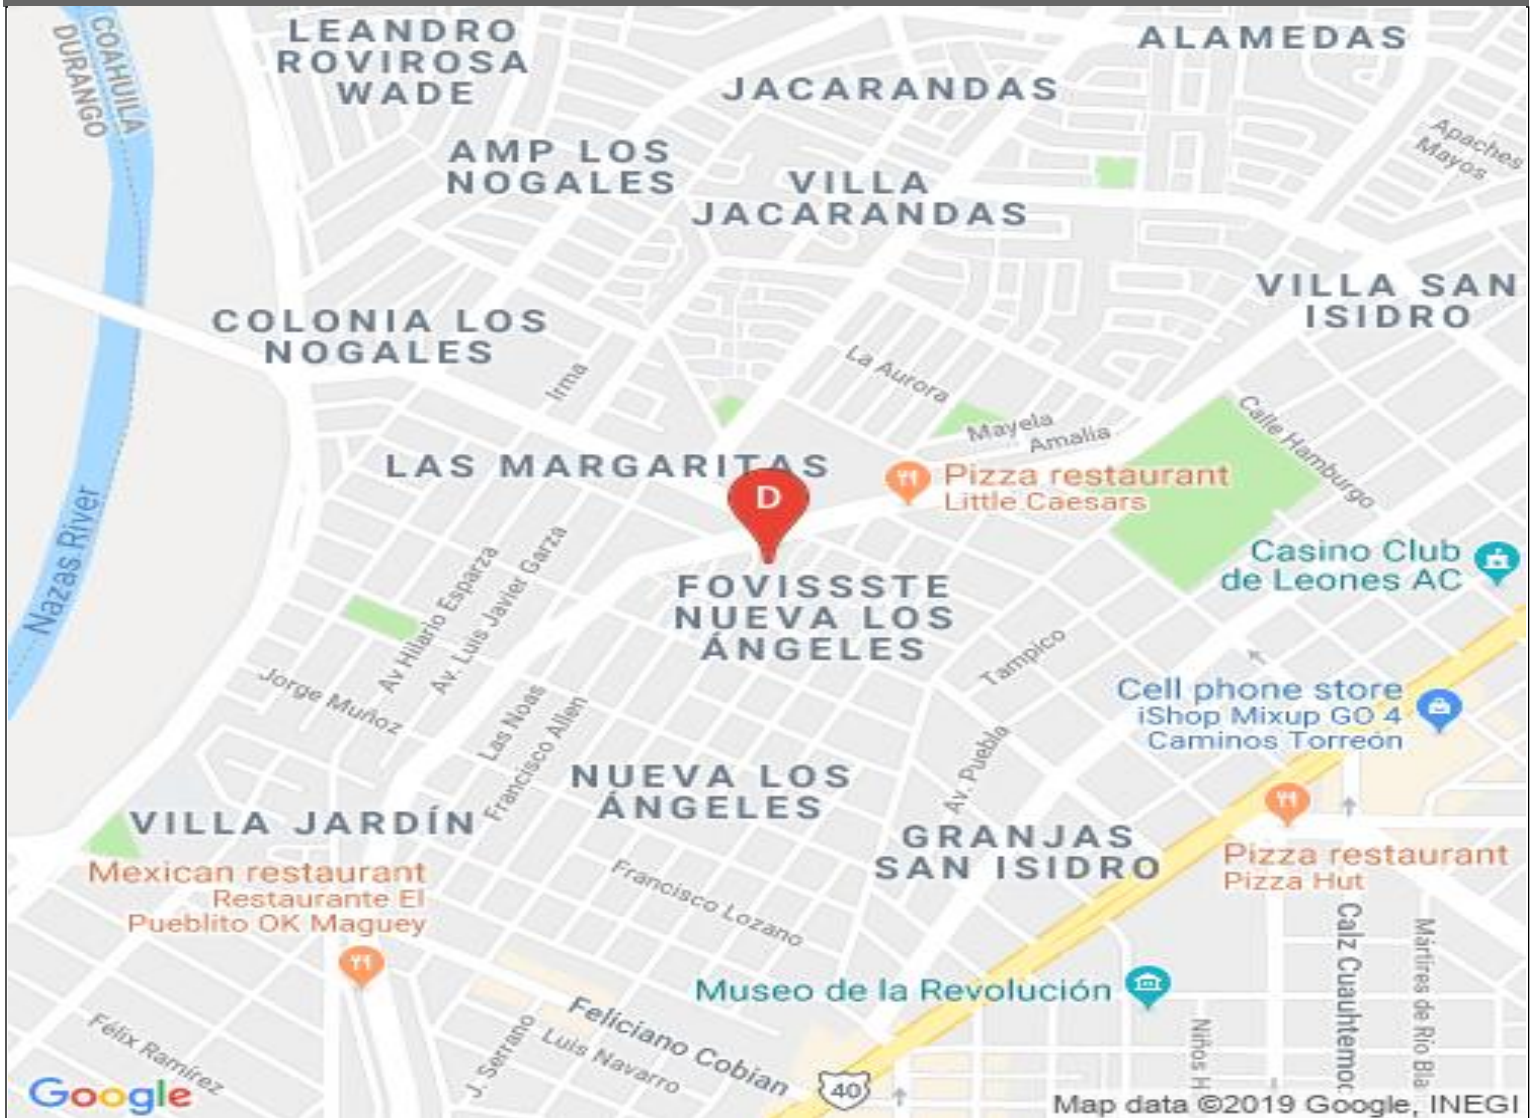 COAHUILA
DURANGO
LEANDRO
ROVIROSA
WADE
ALAMEDAS
JACARANDAS
Apaches
Mayos
AMP LOS
NOGALES
VILLA
JACARANDAS
VILLA SAN
ISIDRO
COLONIA LOS
NOGALES
Irma
La Aurora
Mayela
Amalia
Calle Hamburgo
LAS MARGARITAS
D
Pizza restaurant
Little Caesars
Nazas River
Av Hilario Esparza
Av. Luis Javier Garza
Casino Club
de Leones AC
FOVISSSTE
NUEVA LOS
ÁNGELES
Tampico
Jorge Muñoz
Las Noas
Francisco Allen
Cell phone store
iShop Mixup GO 4
Caminos Torreón
Av. Puebla
NUEVA LOS
ÁNGELES
VILLA JARDÍN
GRANJAS
SAN ISIDRO
Pizza restaurant
Pizza Hut
Mexican restaurant
Restaurante El
Pueblito OK Maguey
Francisco Lozano
Calz Cuauhtemoc
Mártires de Río Bla
Museo de la Revolución
Feliciano Cobian
Luis Navarro
J. Serrano
Félix Ramírez
Niños H
40
Google
Map data ©2019 Google, INEGI